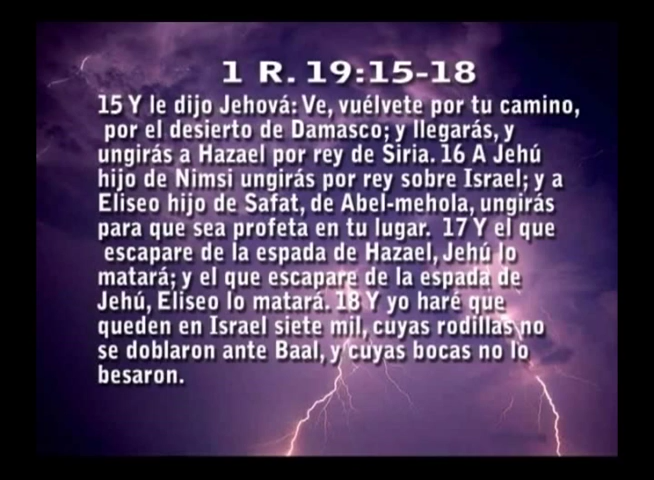 1 R. 19:15-18
15 Y le dijo Jehová: Ve, vuélvete por tu camino,
por el desierto de Damasco; y llegarás, y
ungirás a Hazael por rey de Siria. 16 A Jehú
hijo de Nimsi ungirás por rey sobre Israel; y a
Eliseo hijo de Safat, de Abel-mehola, ungirás
para que sea profeta en tu lugar. 17 Y el que
escapare de la espada de Hazael, Jehú lo
matará; y el que escapare de la espada de
Jehú, Eliseo lo matará. 18 Y yo haré que
queden en Israel siete mil, cuyas rodillas no
se doblaron ante Baal, y cuyas bocas no lo
besaron.